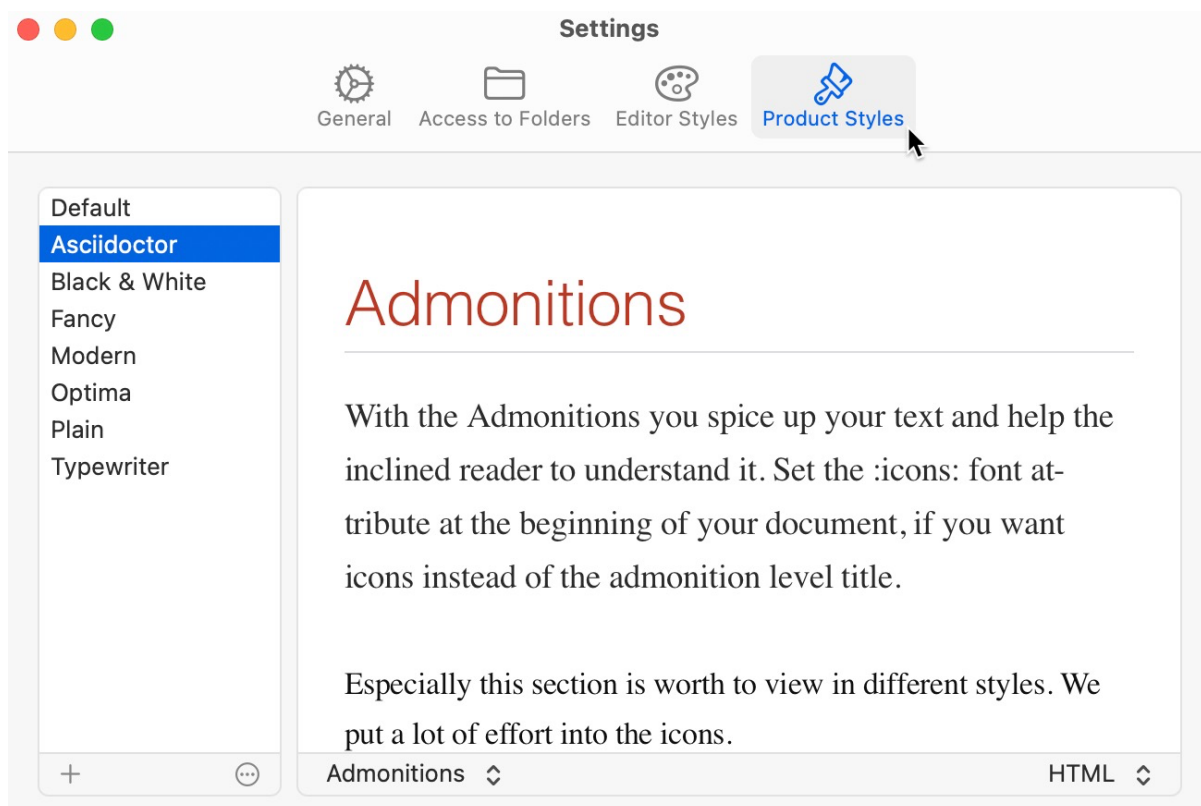 Settings
General
Access to Folders
Editor Styles
Product Styles
Default
Asciidoctor
Black & White
Fancy
Modern
Optima
Plain
Typewriter
Admonitions
With the Admonitions you spice up your text and help the
inclined reader to understand it. Set the :icons: font at-
tribute at the beginning of your document, if you want
icons instead of the admonition level title.
Especially this section is worth to view in different styles. We
put a lot of effort into the icons.
Admonitions
HTML